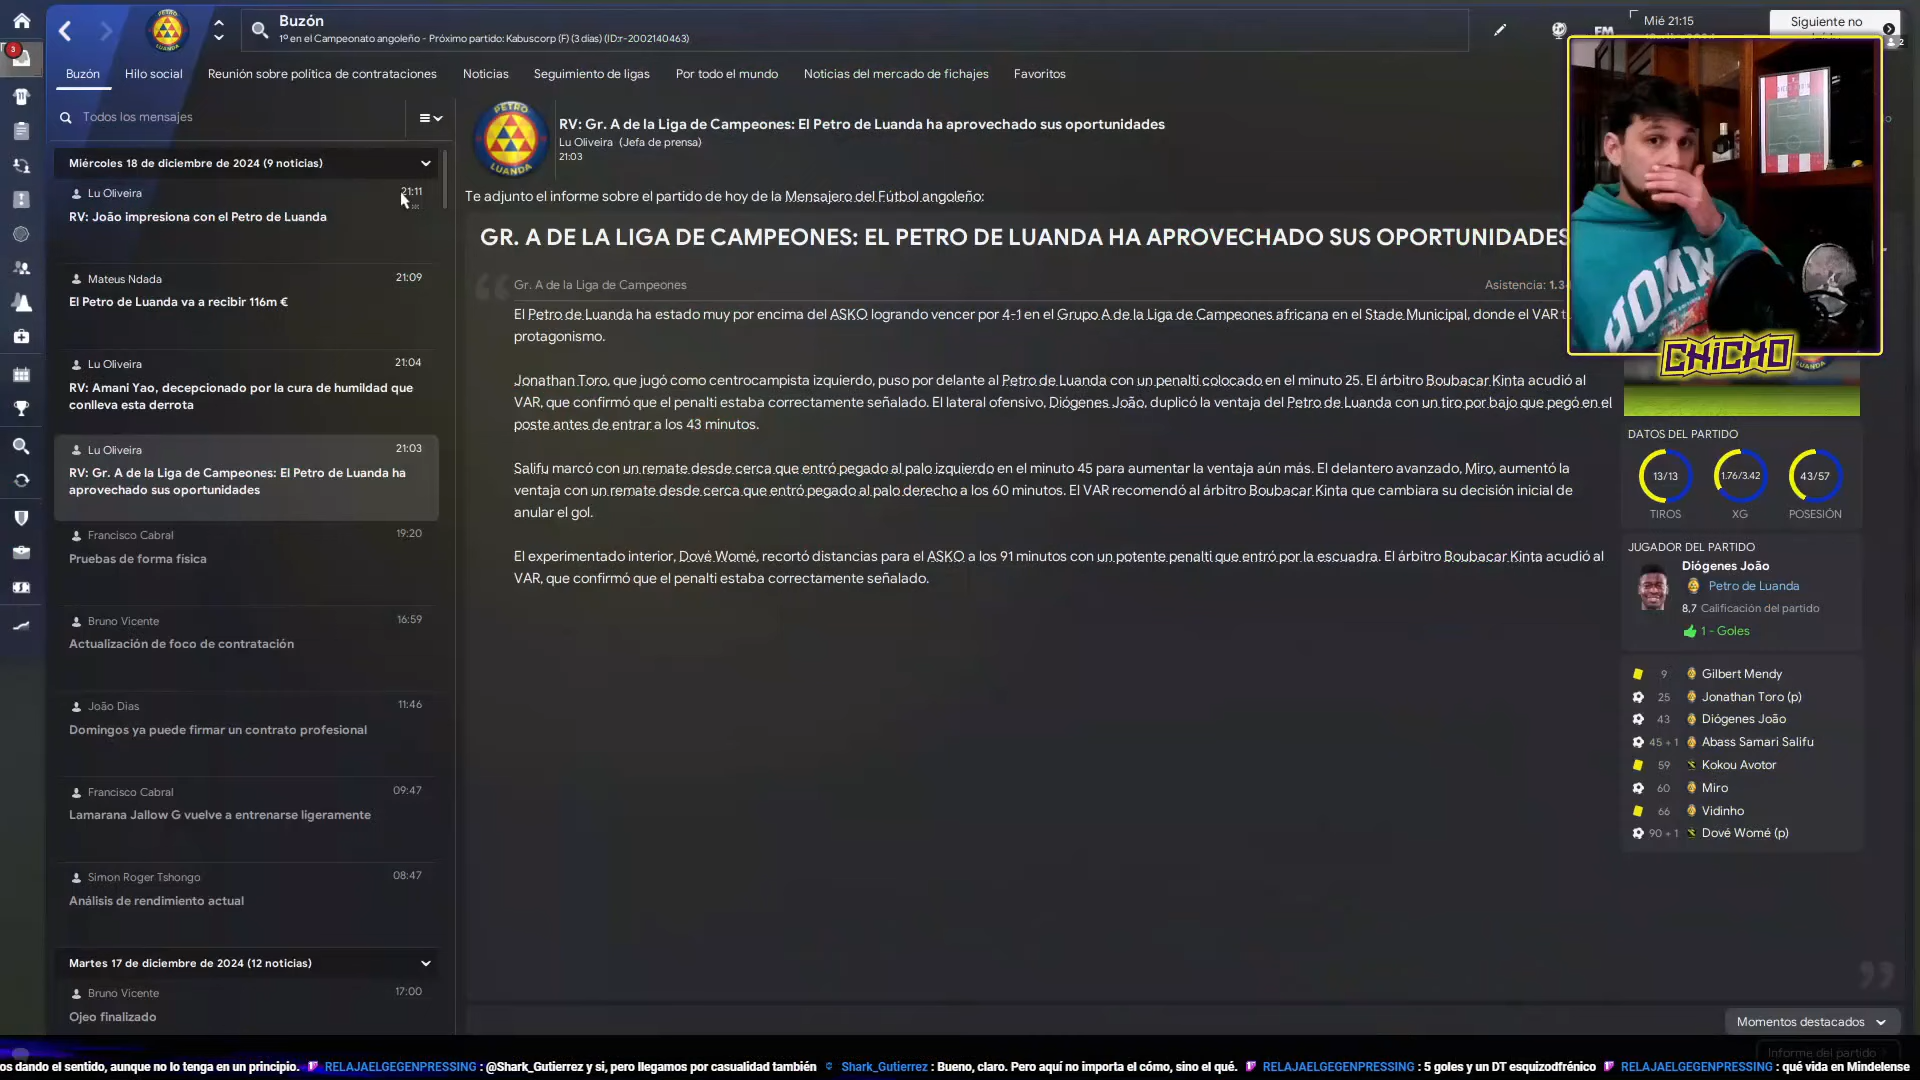 Buzón
1º en el Campeonato angoleño - Próximo partido: Kabuscorp (F) (3 días) (ID:r-2002140463)
Mié 21:15
Siguiente no
3
2
FM
Buzón
Hilo social
Reunión sobre política de contrataciones
Noticias
Seguimiento de ligas
Por todo el mundo
Noticias del mercado de fichajes
Favoritos
Todos los mensajes
Miércoles 18 de diciembre de 2024 (9 noticias)
Lu Oliveira 21:11
RV: João impresiona con el Petro de Luanda
Mateus Ndada 21:09
El Petro de Luanda va a recibir 116m €
Lu Oliveira 21:04
RV: Amani Yao, decepcionado por la cura de humildad que
conlleva esta derrota
Lu Oliveira 21:03
RV: Gr. A de la Liga de Campeones: El Petro de Luanda ha
aprovechado sus oportunidades
Francisco Cabral 19:20
Pruebas de forma física
Bruno Vicente 16:59
Actualización de foco de contratación
João Dias 11:46
Domingos ya puede firmar un contrato profesional
Francisco Cabral 09:47
Lamarana Jallow G vuelve a entrenarse ligeramente
Simon Roger Tshongo 08:47
Análisis de rendimiento actual
Martes 17 de diciembre de 2024 (12 noticias)
Bruno Vicente 17:00
Ojeo finalizado
PETRO
LUANDA
RV: Gr. A de la Liga de Campeones: El Petro de Luanda ha aprovechado sus oportunidades
Lu Oliveira (Jefa de prensa)
21:03
Te adjunto el informe sobre el partido de hoy de la Mensajero del Fútbol angoleño:
GR. A DE LA LIGA DE CAMPEONES: EL PETRO DE LUANDA HA APROVECHADO SUS OPORTUNIDADES
Gr. A de la Liga de Campeones
Asistencia:
El Petro de Luanda ha estado muy por encima del ASKO logrando vencer por 4-1 en el Grupo A de la Liga de Campeones africana en el Stade Municipal, donde el VAR
protagonismo.
Jonathan Toro, que jugó como centrocampista izquierdo, puso por delante al Petro de Luanda con un penalti colocado en el minuto 25. El árbitro Boubacar Kinta acudió al
VAR, que confirmó que el penalti estaba correctamente señalado. El lateral ofensivo, Diógenes João, duplicó la ventaja del Petro de Luanda con un tiro por bajo que pegó en el
poste antes de entrar a los 43 minutos.
Salifu marcó con un remate desde cerca que entró pegado al palo izquierdo en el minuto 45 para aumentar la ventaja aún más. El delantero avanzado, Miro, aumentó la
ventaja con un remate desde cerca que entró pegado al palo derecho a los 60 minutos. El VAR recomendó al árbitro Boubacar Kinta que cambiara su decisión inicial de
anular el gol.
El experimentado interior, Dové Womé, recortó distancias para el ASKO a los 91 minutos con un potente penalti que entró por la escuadra. El árbitro Boubacar Kinta acudió al
VAR, que confirmó que el penalti estaba correctamente señalado.
CHICHO
DATOS DEL PARTIDO
13/13 1.76/3.42 43/57
TIROS XG POSESIÓN
JUGADOR DEL PARTIDO
Diógenes João
Petro de Luanda
8,7 Calificación del partido
1 - Goles
9 Gilbert Mendy
25 Jonathan Toro (p)
43 Diógenes João
45 + 1 Abass Samari Salifu
59 Kokou Avotor
60 Miro
66 Vidinho
90 + 1 Dové Womé (p)
Momentos destacados
Informe del partido
os dando el sentido, aunque no lo tenga en un principio. RELAJAELGEGENPRESSING : @Shark_Gutierrez y si, pero llegamos por casualidad también Shark_Gutierrez : Bueno, claro. Pero aquí no importa el cómo, sino el qué. RELAJAELGEGENPRESSING : 5 goles y un DT esquizodfrénico RELAJAELGEGENPRESSING : qué vida en Mindelense